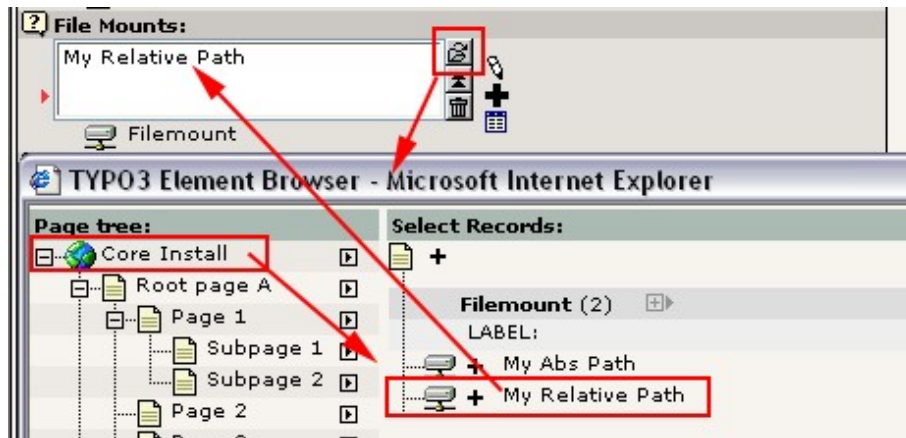 File Mounts:
My Relative Path
Filemount
TYPO3 Element Browser - Microsoft Internet Explorer
Page tree:
Core Install
Root page A
Page 1
Subpage 1
Subpage 2
Page 2
Select Records:
Filemount (2)
LABEL:
My Abs Path
My Relative Path